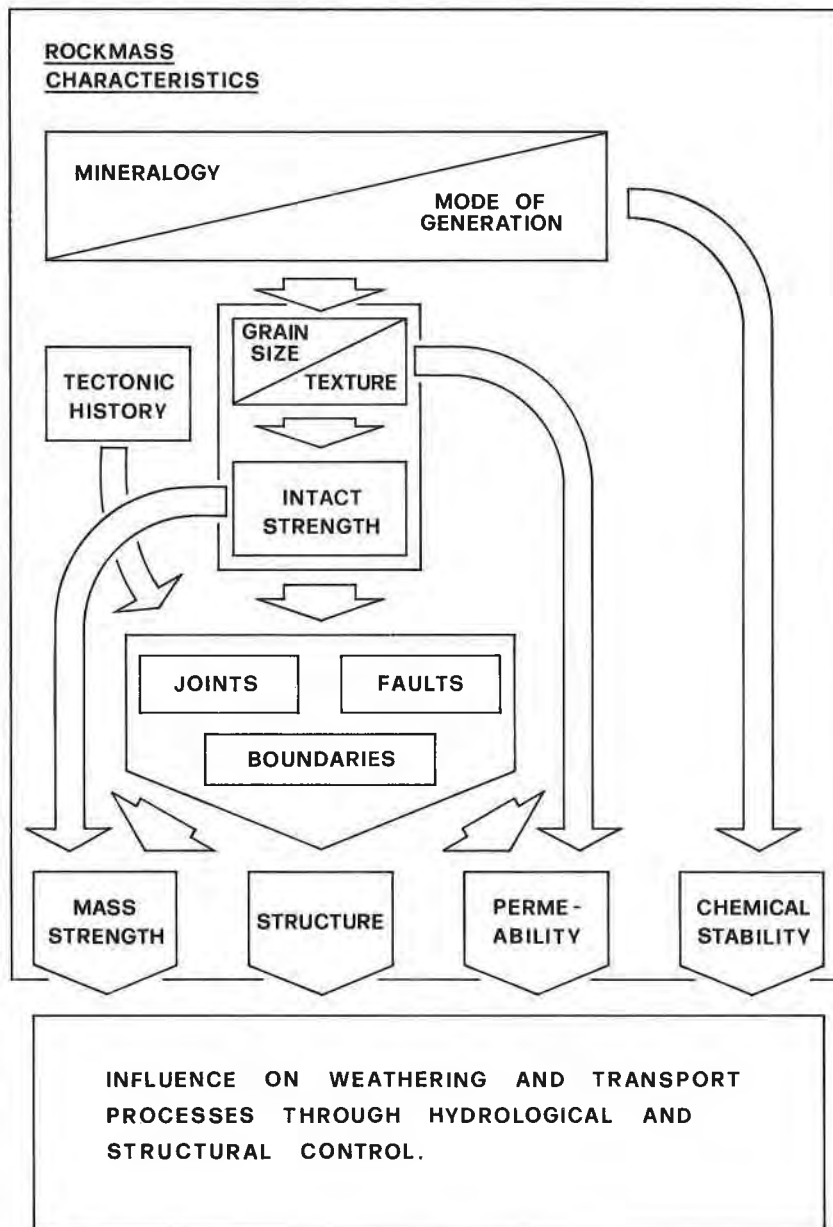 ROCKMASS
CHARACTERISTICS
MINERALOGY
MODE OF
GENERATION
GRAIN
SIZE
TEXTURE
TECTONIC
HISTORY
INTACT
STRENGTH
JOINTS
FAULTS
BOUNDARIES
MASS
STRENGTH
STRUCTURE
PERME-
ABILITY
CHEMICAL
STABILITY
INFLUENCE ON WEATHERING AND TRANSPORT
PROCESSES THROUGH HYDROLOGICAL AND
STRUCTURAL CONTROL.